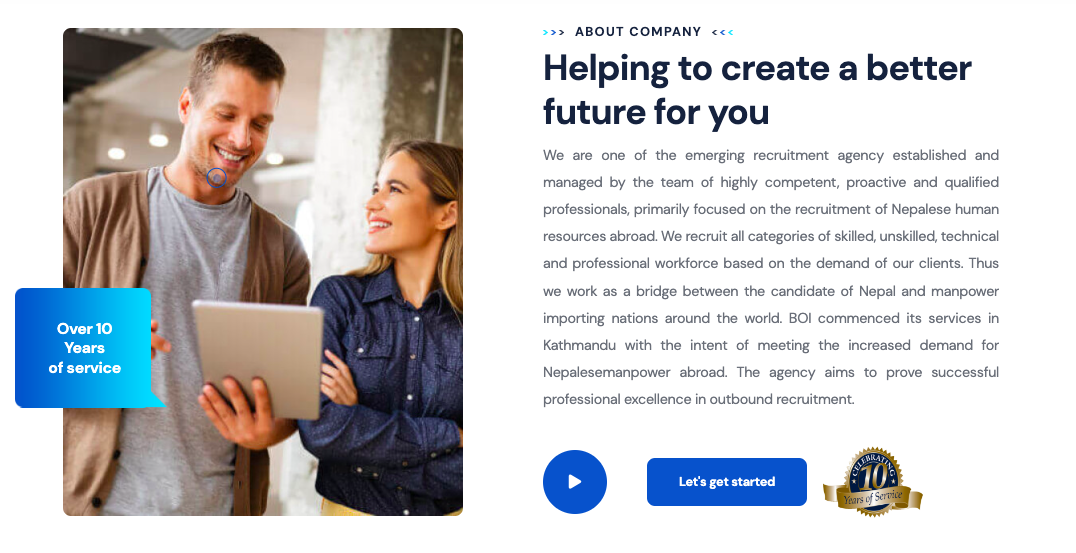 >>> ABOUT COMPANY <<<
Helping to create a better
future for you
We are one of the emerging recruitment agency established and
managed by the team of highly competent, proactive and qualified
professionals, primarily focused on the recruitment of Nepalese human
resources abroad. We recruit all categories of skilled, unskilled, technical
and professional workforce based on the demand of our clients. Thus
we work as a bridge between the candidate of Nepal and manpower
importing nations around the world. BOI commenced its services in
Kathmandu with the intent of meeting the increased demand for
Nepalesemanpower abroad. The agency aims to prove successful
professional excellence in outbound recruitment.
Over 10
Years
of service
Let's get started
CELEBRATING
10
Years of Service